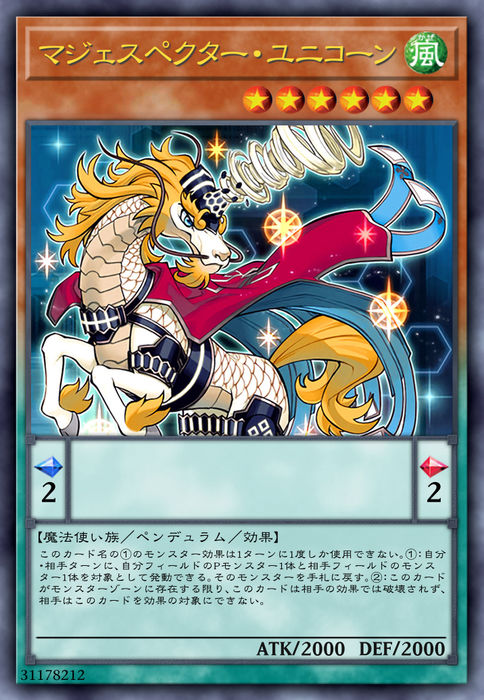 マジェスペクター・ユニコーン
風
かぜ
2
2
【魔法使い族／ペンデュラム／効果】
このカード名の①のモンスター効果は1ターンに1度しか使用できない。①：自分
・相手ターンに、自分フィールドのPモンスター1体と相手フィールドのモンス
ター1体を対象として発動できる。そのモンスターを手札に戻す。②：このカード
がモンスターゾーンに存在する限り、このカードは相手の効果では破壊されず、
相手はこのカードを効果の対象にできない。
ATK/2000 DEF/2000
31178212